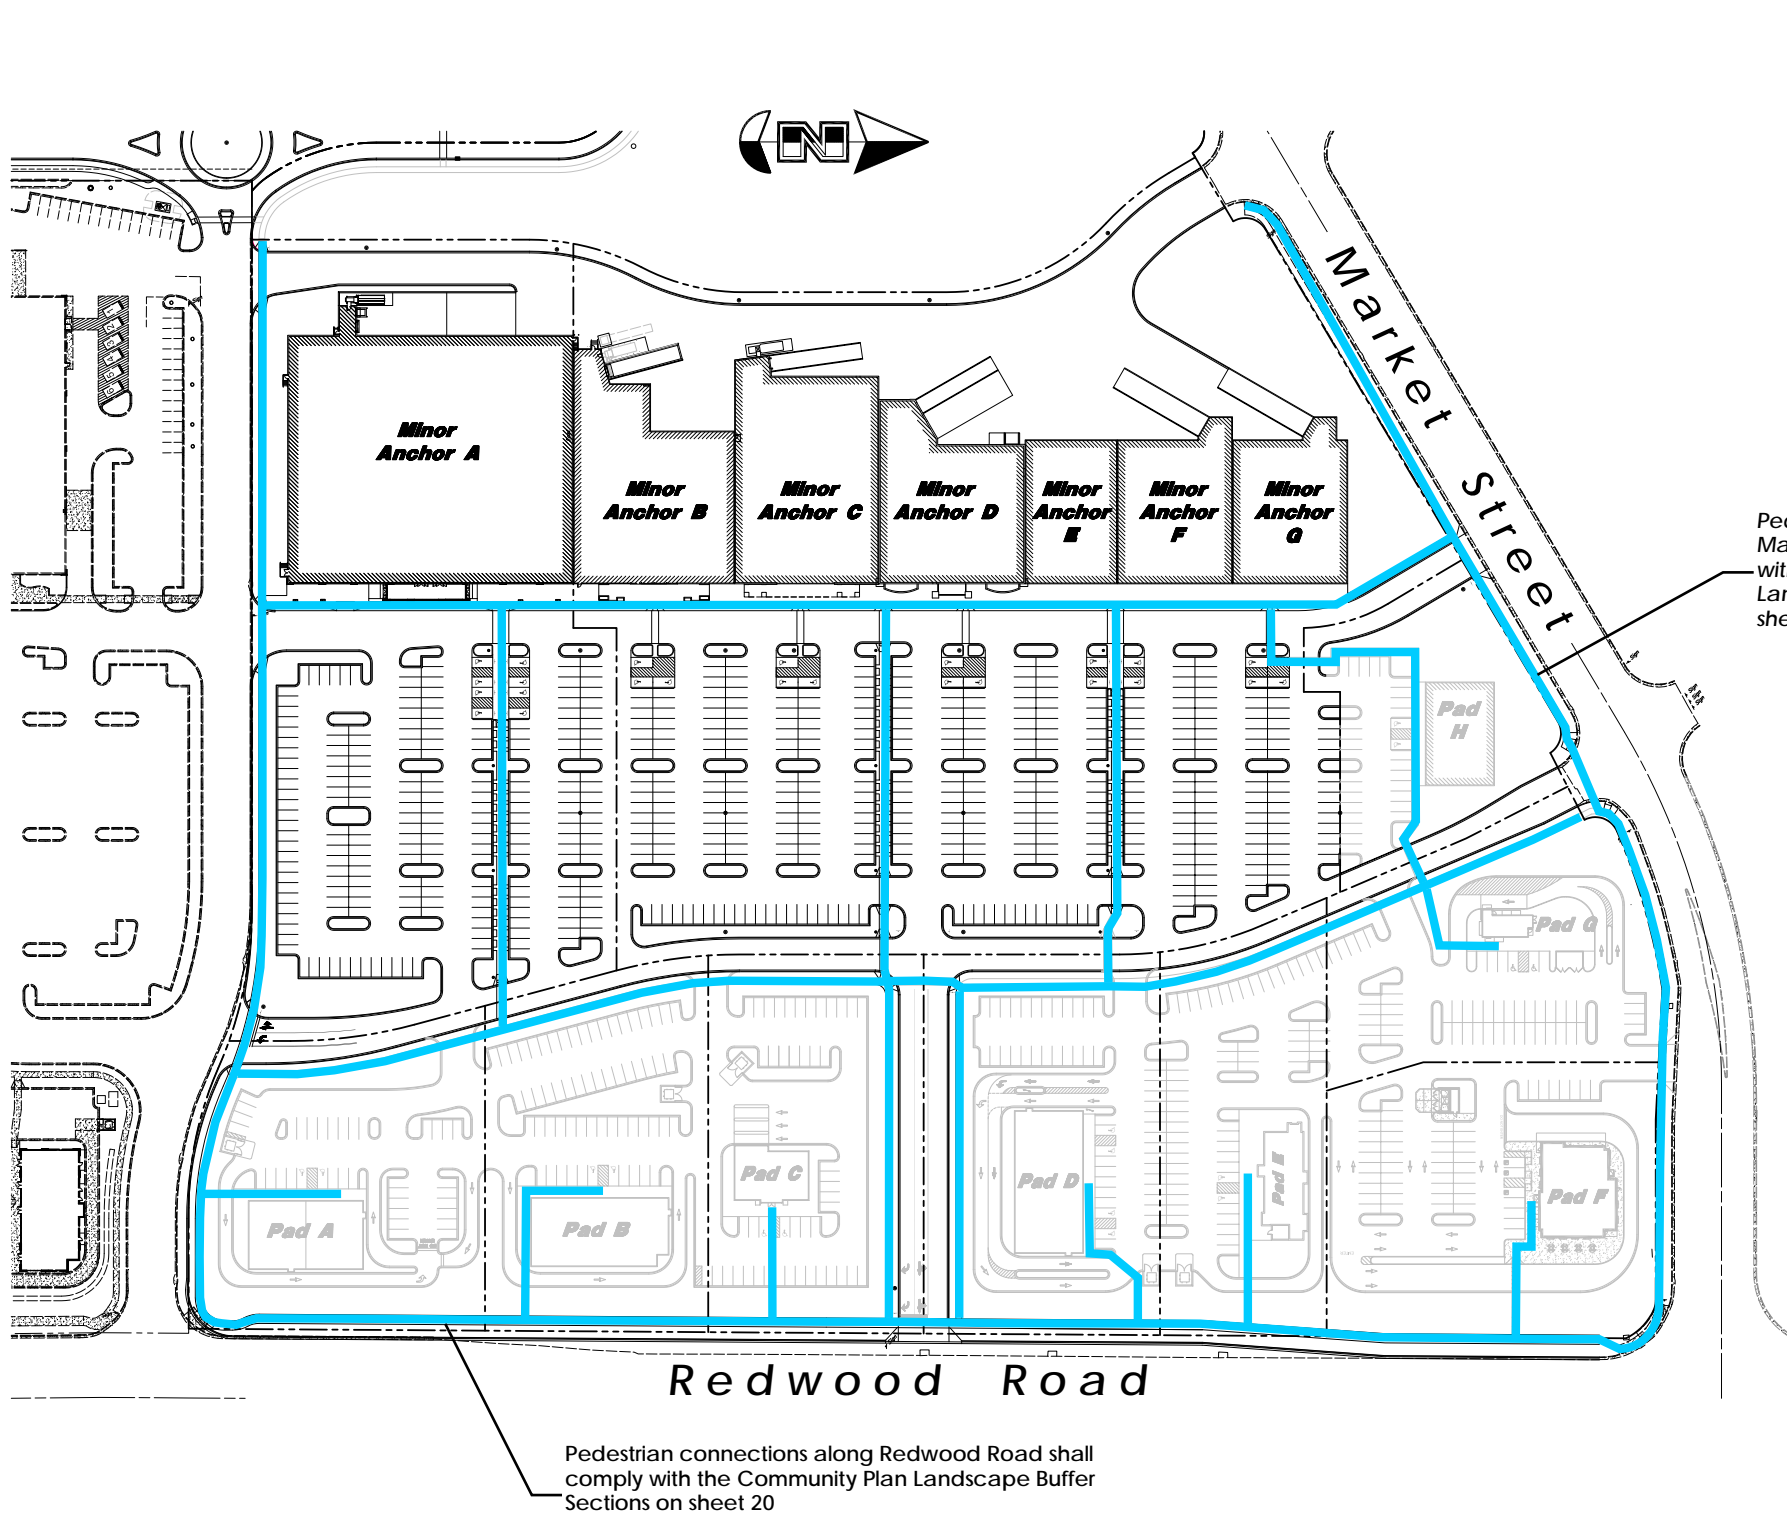 N
Market Street
Minor
Anchor A
Minor
Anchor B
Minor
Anchor C
Minor
Anchor D
Minor
Anchor
E
Minor
Anchor
F
Minor
Anchor
G
Pad
H
Pad G
Pad A
Pad B
Pad C
Pad D
Pad E
Pad F
Redwood Road
Pedestrian connections along Redwood Road shall
comply with the Community Plan Landscape Buffer
Sections on sheet 20